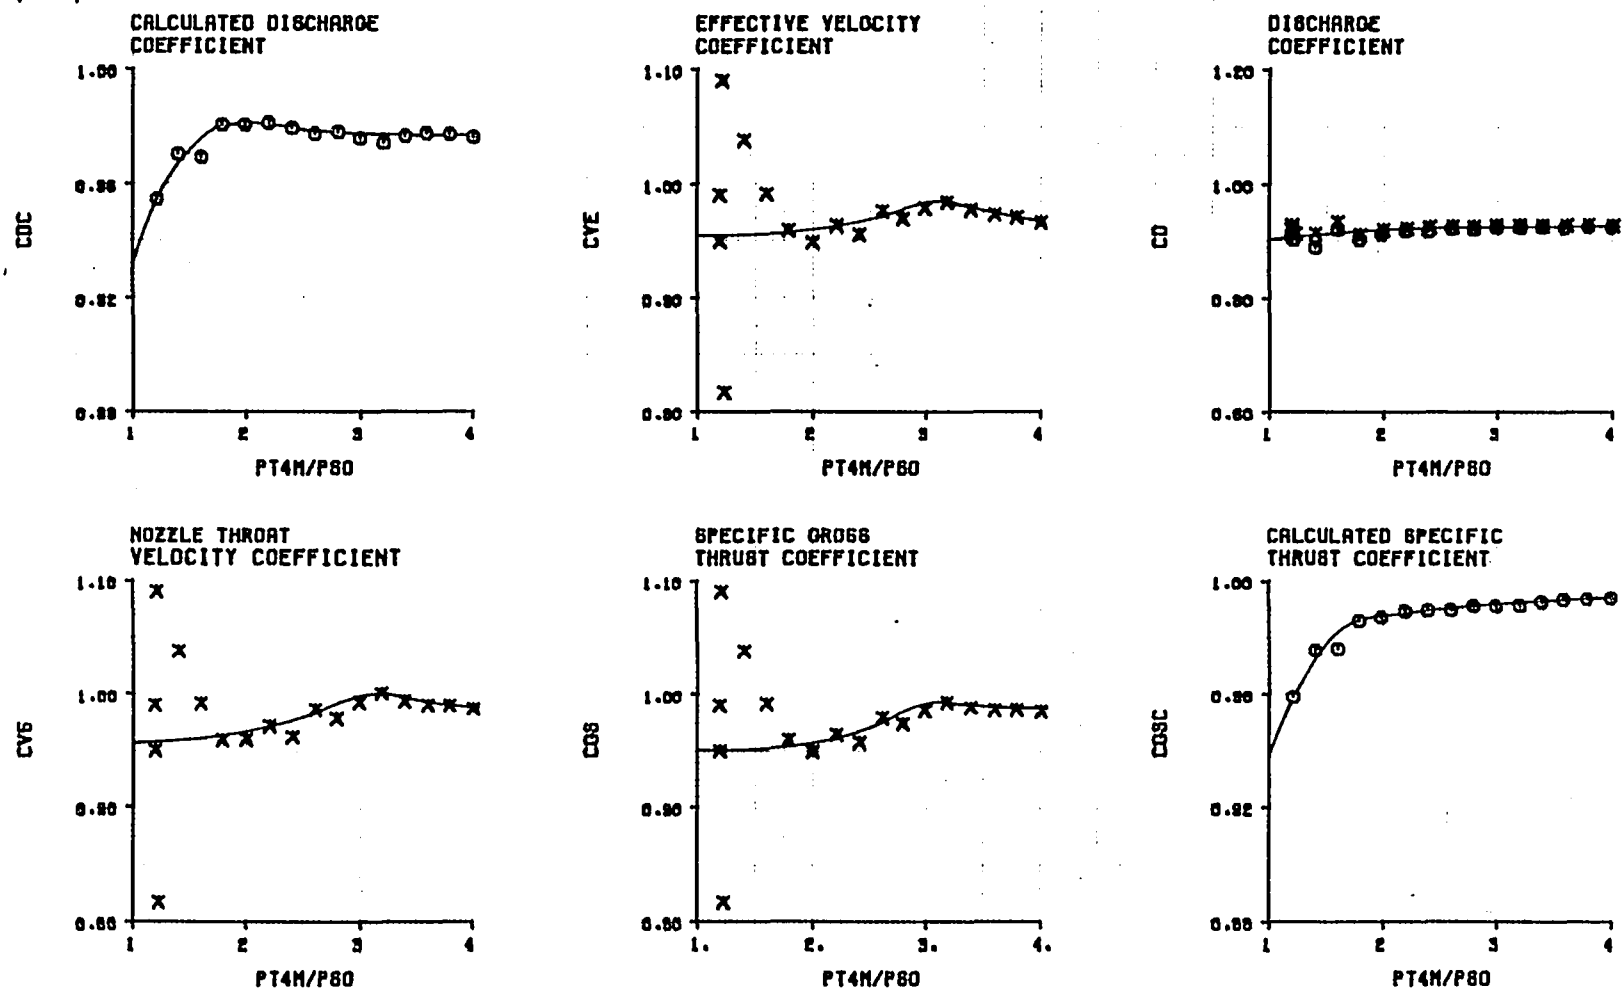 CALCULATED DISCHARGE
COEFFICIENT
1.00
0.96
0.92
0.88
CDC
1 2 3 4
PT4M/PS0
EFFECTIVE VELOCITY
COEFFICIENT
1.10
1.00
0.90
0.80
CVE
1 2 3 4
PT4M/PS0
DISCHARGE
COEFFICIENT
1.20
1.00
0.80
0.60
CD
1 2 3 4
PT4M/PS0
NOZZLE THROAT
VELOCITY COEFFICIENT
1.10
1.00
0.90
0.80
CVG
1 2 3 4
PT4M/PS0
SPECIFIC GROSS
THRUST COEFFICIENT
1.10
1.00
0.90
0.80
CGS
1. 2. 3. 4.
PT4M/PS0
CALCULATED SPECIFIC
THRUST COEFFICIENT
1.00
0.96
0.92
0.88
CGSC
1 2 3 4
PT4M/PS0